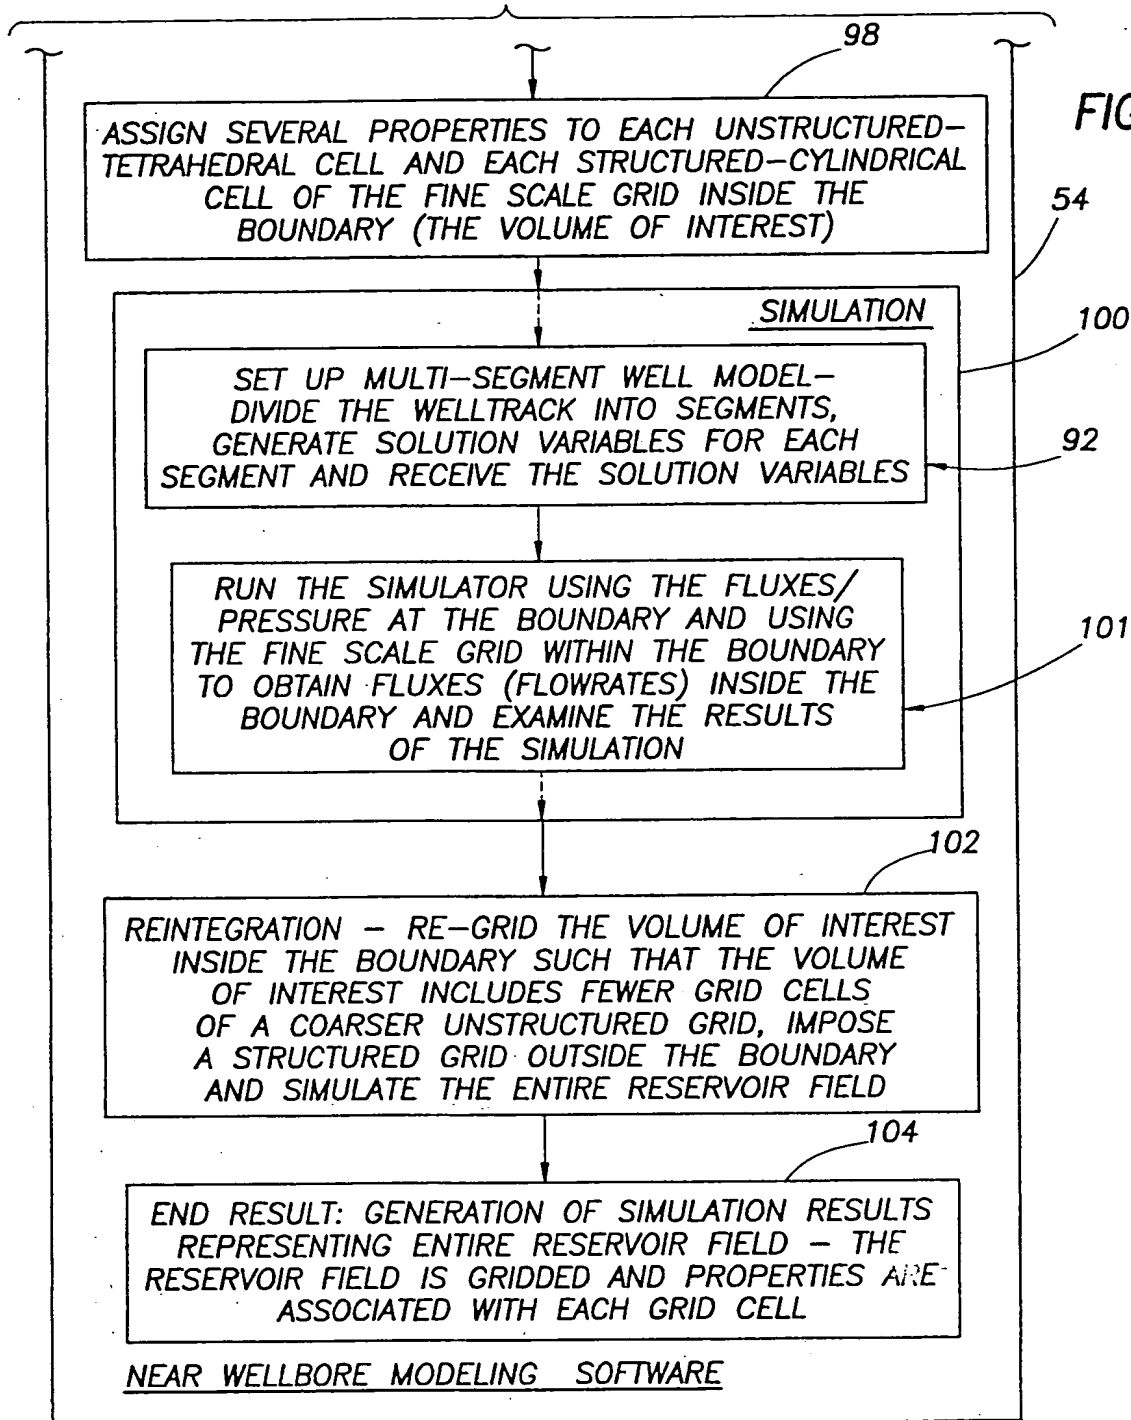 98
FIG
ASSIGN SEVERAL PROPERTIES TO EACH UNSTRUCTURED-
TETRAHEDRAL CELL AND EACH STRUCTURED-CYLINDRICAL
CELL OF THE FINE SCALE GRID INSIDE THE
BOUNDARY (THE VOLUME OF INTEREST)
54
SIMULATION
100
SET UP MULTI-SEGMENT WELL MODEL-
DIVIDE THE WELLTRACK INTO SEGMENTS,
GENERATE SOLUTION VARIABLES FOR EACH
SEGMENT AND RECEIVE THE SOLUTION VARIABLES
92
RUN THE SIMULATOR USING THE FLUXES/
PRESSURE AT THE BOUNDARY AND USING
THE FINE SCALE GRID WITHIN THE BOUNDARY
TO OBTAIN FLUXES (FLOWRATES) INSIDE THE
BOUNDARY AND EXAMINE THE RESULTS
OF THE SIMULATION
101
102
REINTEGRATION - RE-GRID THE VOLUME OF INTEREST
INSIDE THE BOUNDARY SUCH THAT THE VOLUME
OF INTEREST INCLUDES FEWER GRID CELLS
OF A COARSER UNSTRUCTURED GRID, IMPOSE
A STRUCTURED GRID OUTSIDE THE BOUNDARY
AND SIMULATE THE ENTIRE RESERVOIR FIELD
104
END RESULT: GENERATION OF SIMULATION RESULTS
REPRESENTING ENTIRE RESERVOIR FIELD - THE
RESERVOIR FIELD IS GRIDDED AND PROPERTIES ARE
ASSOCIATED WITH EACH GRID CELL
NEAR WELLBORE MODELING SOFTWARE